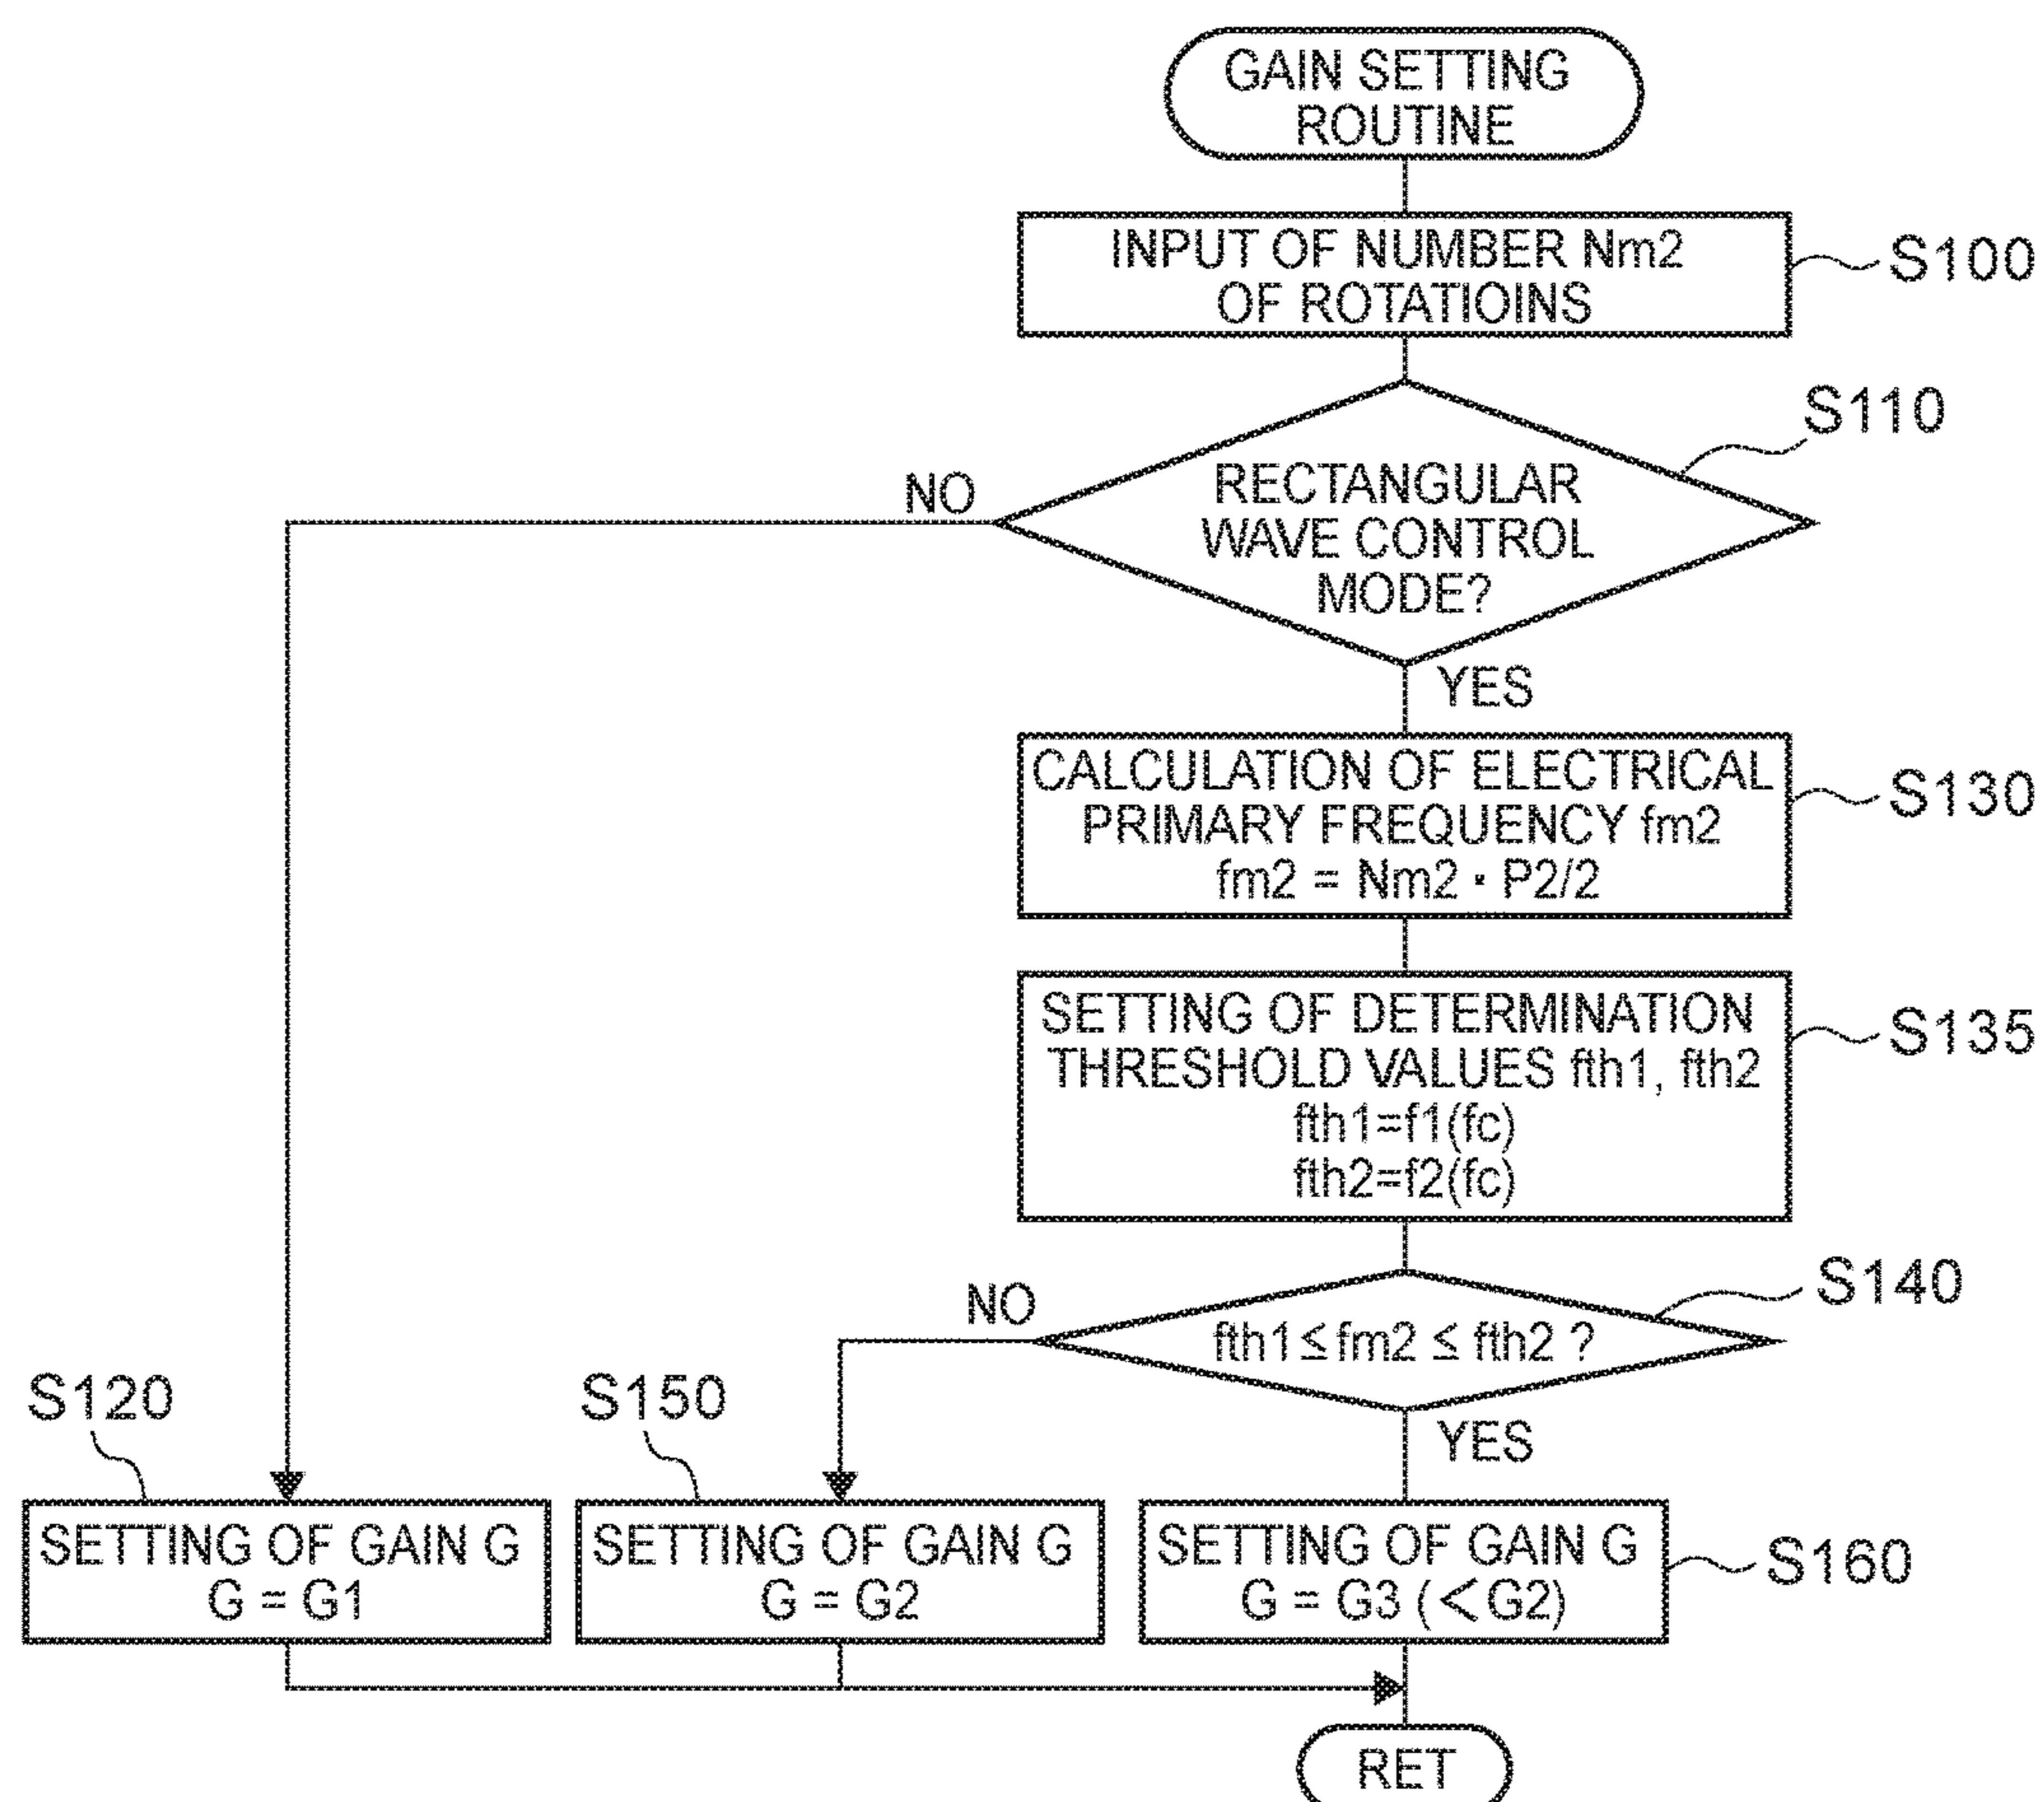 GAIN SETTING
ROUTINE
INPUT OF NUMBER Nm2
OF ROTATIOINS
S100
S110
NO
RECTANGULAR
WAVE CONTROL
MODE?
YES
CALCULATION OF ELECTRICAL
PRIMARY FREQUENCY fm2
fm2 = Nm2 · P2/2
S130
SETTING OF DETERMINATION
THRESHOLD VALUES fth1, fth2
fth1=f1(fc)
fth2=f2(fc)
S135
S140
NO
fth1 ≤ fm2 ≤ fth2 ?
YES
S120
SETTING OF GAIN G
G = G1
S150
SETTING OF GAIN G
G = G2
SETTING OF GAIN G
G = G3 (<G2)
S160
RET